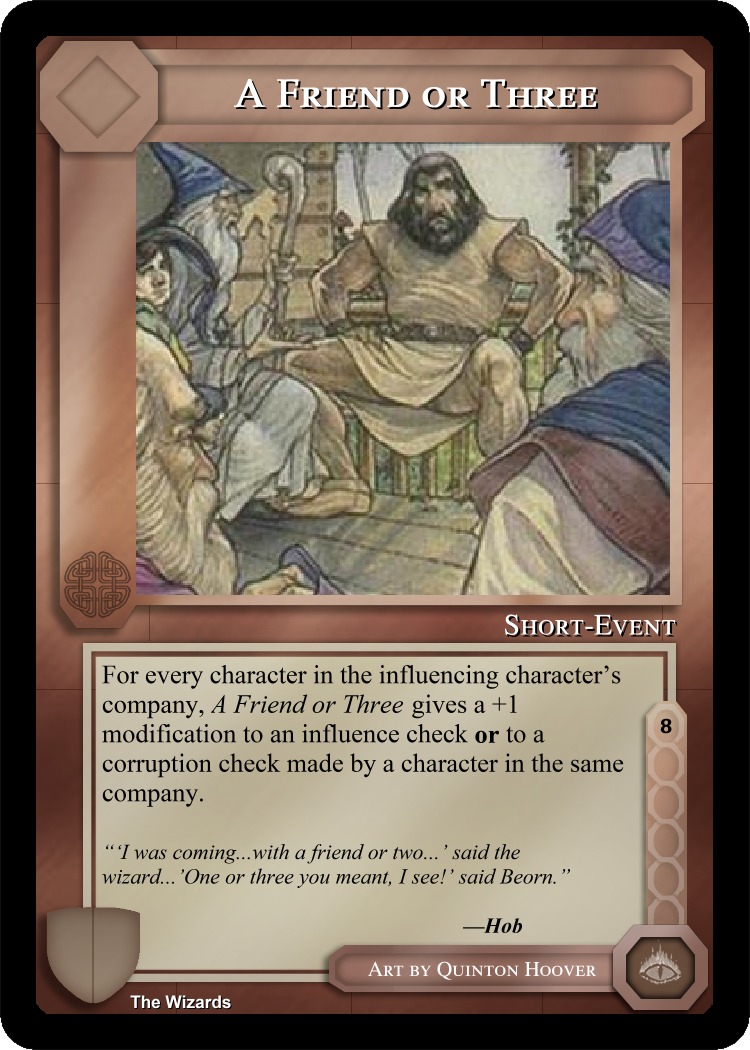 A Friend or Three
Short-Event
For every character in the influencing character’s
company, A Friend or Three gives a +1
modification to an influence check or to a
corruption check made by a character in the same
company.
8
“‘I was coming...with a friend or two...’ said the
wizard...’One or three you meant, I see!’ said Beorn.”
—Hob
Art by Quinton Hoover
The Wizards